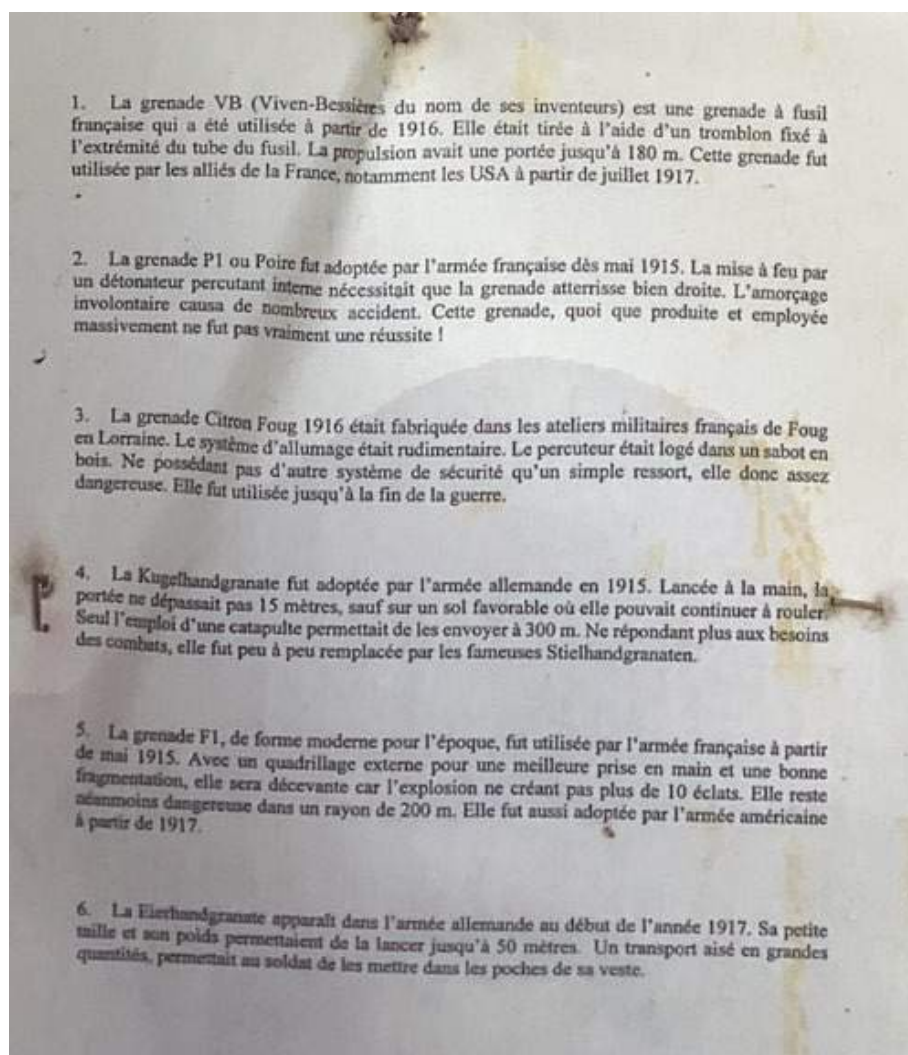 1. La grenade VB (Viven-Bessières du nom de ses inventeurs) est une grenade à fusil
française qui a été utilisée à partir de 1916. Elle était tirée à l'aide d'un tromblon fixé à
l'extrémité du tube du fusil. La propulsion avait une portée jusqu'à 180 m. Cette grenade fut
utilisée par les alliés de la France, notamment les USA à partir de juillet 1917.
2. La grenade P1 ou Poire fut adoptée par l'armée française dès mai 1915. La mise à feu par
un détonateur percutant interne nécessitait que la grenade atterrisse bien droite. L'amorçage
involontaire causa de nombreux accident. Cette grenade, quoi que produite et employée
massivement ne fut pas vraiment une réussite !
3. La grenade Citron Foug 1916 était fabriquée dans les ateliers militaires français de Foug
en Lorraine. Le système d'allumage était rudimentaire. Le percuteur était logé dans un sabot en
bois. Ne possédant pas d'autre système de sécurité qu'un simple ressort, elle donc assez
dangereuse. Elle fut utilisée jusqu'à la fin de la guerre.
4. La Kugelhandgranate fut adoptée par l'armée allemande en 1915. Lancée à la main, la
portée ne dépassait pas 15 mètres, sauf sur un sol favorable où elle pouvait continuer à rouler.
Seul l'emploi d'une catapulte permettait de les envoyer à 300 m. Ne répondant plus aux besoins
des combats, elle fut peu à peu remplacée par les fameuses Stielhandgranaten.
5. La grenade F1, de forme moderne pour l'époque, fut utilisée par l'armée française à partir
de mai 1915. Avec un quadrillage externe pour une meilleure prise en main et une bonne
fragmentation, elle sera décevante car l'explosion ne créant pas plus de 10 éclats. Elle reste
néanmoins dangereuse dans un rayon de 200 m. Elle fut aussi adoptée par l'armée américaine
à partir de 1917.
6. La Eierhandgranate apparaît dans l'armée allemande au début de l'année 1917. Sa petite
taille et son poids permettaient de la lancer jusqu'à 50 mètres. Un transport aisé en grandes
quantités, permettait au soldat de les mettre dans les poches de sa veste.